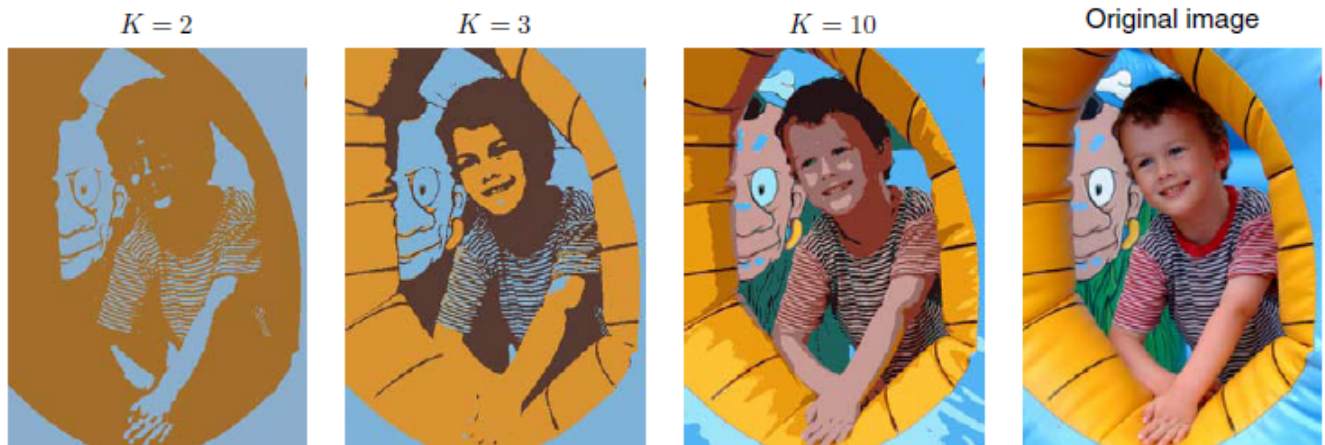 K = 2
K = 3
K = 10
Original image